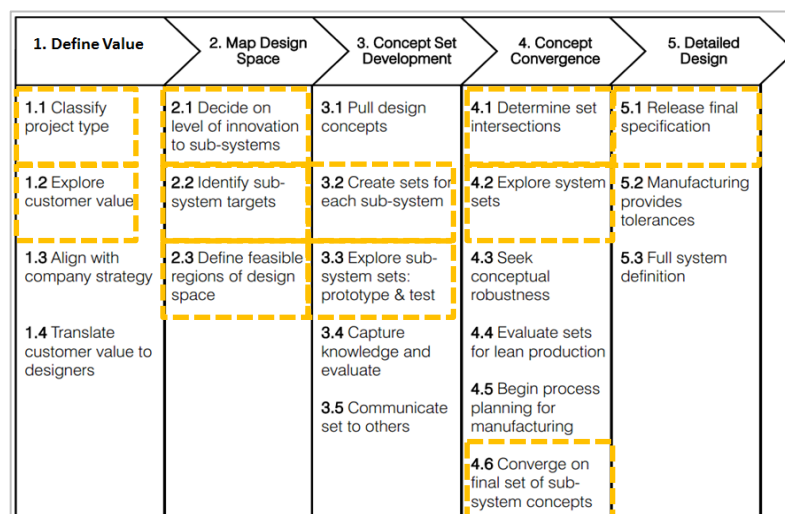 1. Define Value
2. Map Design
Space
3. Concept Set
Development
4. Concept
Convergence
5. Detailed
Design
1.1 Classify
project type
1.2 Explore
customer value
1.3 Align with
company strategy
1.4 Translate
customer value to
designers
2.1 Decide on
level of innovation
to sub-systems
2.2 Identify sub-
system targets
2.3 Define feasible
regions of design
space
3.1 Pull design
concepts
3.2 Create sets for
each sub-system
3.3 Explore sub-
system sets:
prototype & test
3.4 Capture
knowledge and
evaluate
3.5 Communicate
set to others
4.1 Determine set
intersections
4.2 Explore system
sets
4.3 Seek
conceptual
robustness
4.4 Evaluate sets
for lean production
4.5 Begin process
planning for
manufacturing
4.6 Converge on
final set of sub-
system concepts
5.1 Release final
specification
5.2 Manufacturing
provides
tolerances
5.3 Full system
definition